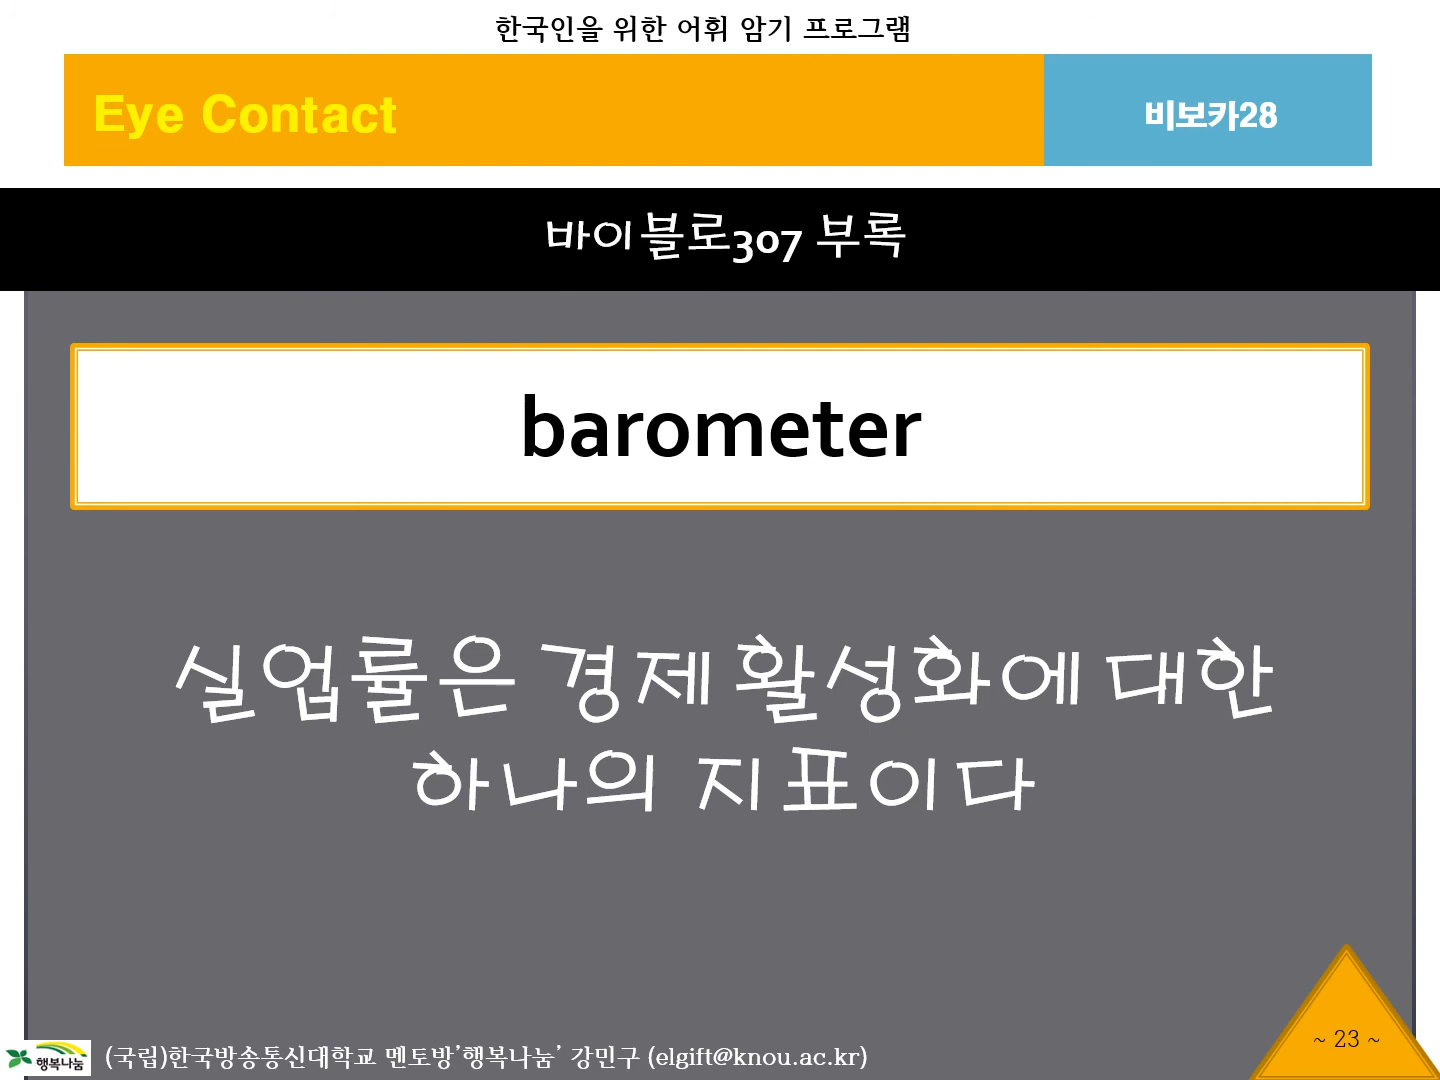 한국인을 위한 어휘 암기 프로그램
Eye Contact
비보카28
바이블로307 부록
barometer
실업률은 경제 활성화에 대한
하나의 지표이다
~ 23 ~
행복나눔
(국립)한국방송통신대학교 멘토방'행복나눔' 강민구 (elgift@knou.ac.kr)